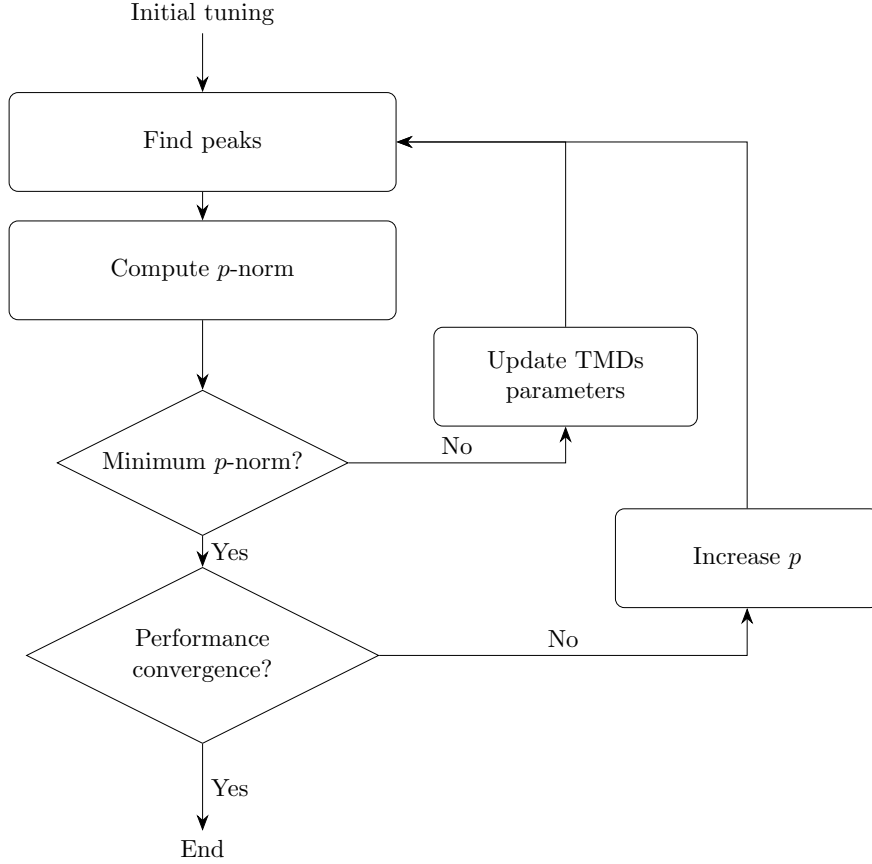 Initial tuning
Find peaks
Compute p-norm
Update TMDs
parameters
Minimum p-norm?
No
Yes
Increase p
Performance
convergence?
No
Yes
End